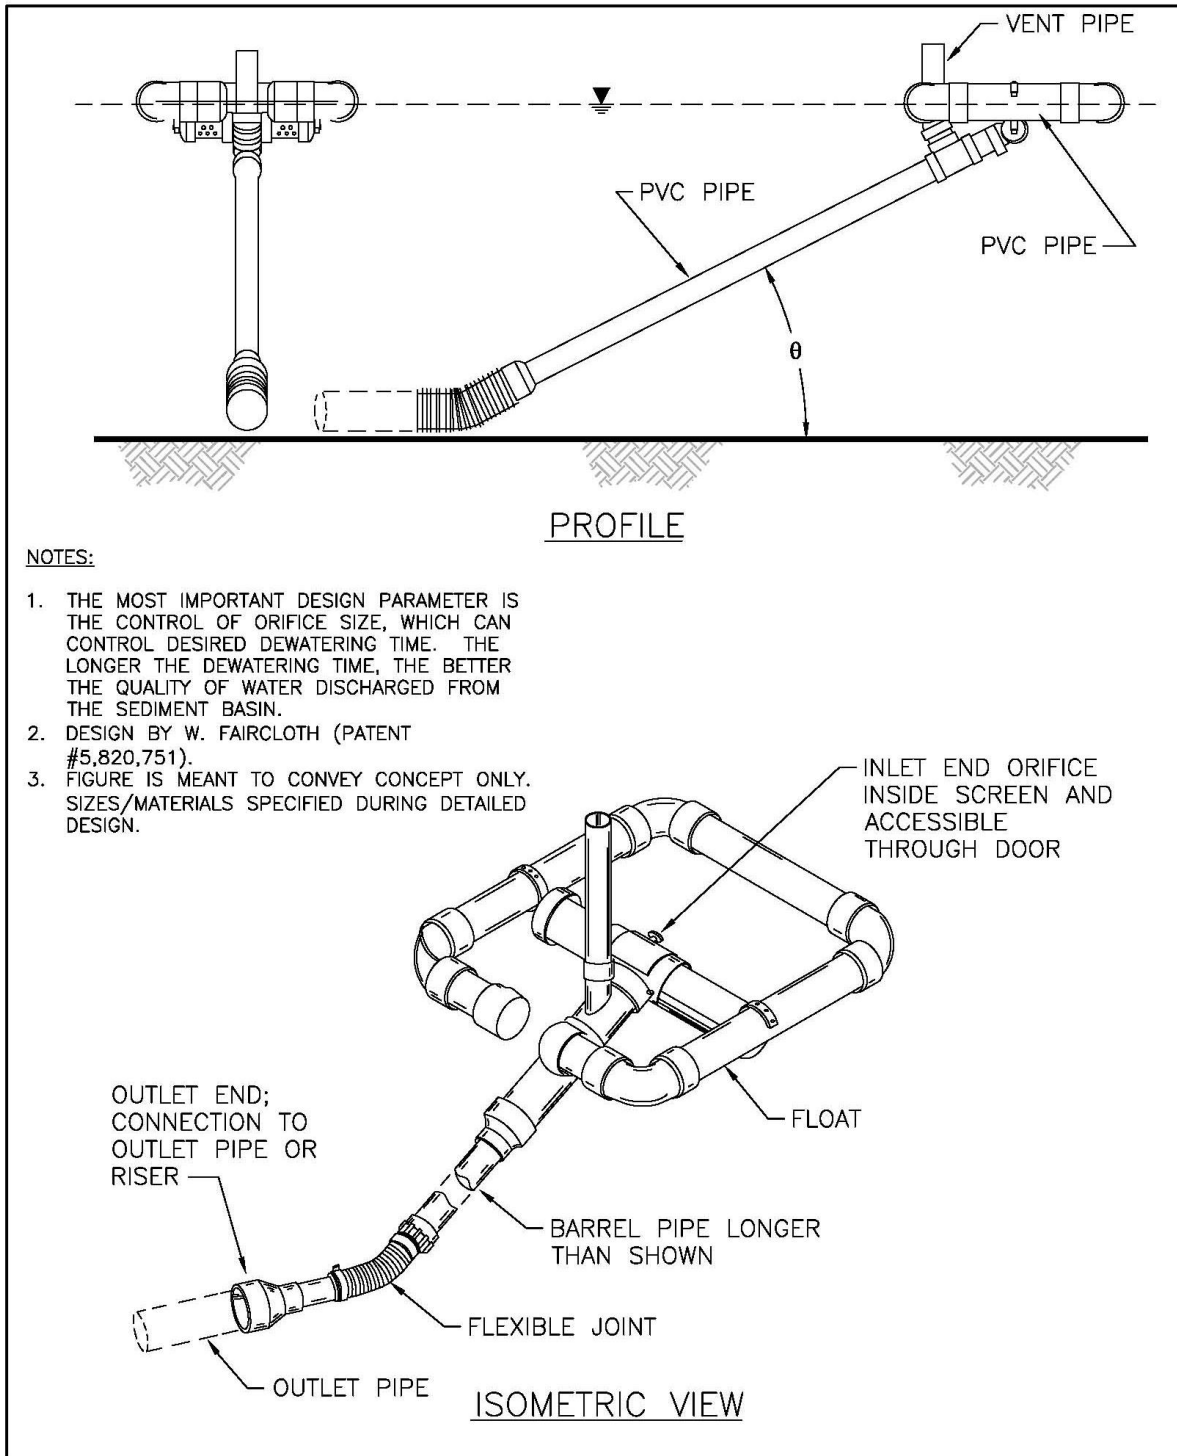 VENT PIPE
PVC PIPE
PVC PIPE
θ
PROFILE
NOTES:
1. THE MOST IMPORTANT DESIGN PARAMETER IS
THE CONTROL OF ORIFICE SIZE, WHICH CAN
CONTROL DESIRED DEWATERING TIME. THE
LONGER THE DEWATERING TIME, THE BETTER
THE QUALITY OF WATER DISCHARGED FROM
THE SEDIMENT BASIN.
2. DESIGN BY W. FAIRCLOTH (PATENT
#5,820,751).
3. FIGURE IS MEANT TO CONVEY CONCEPT ONLY.
SIZES/MATERIALS SPECIFIED DURING DETAILED
DESIGN.
INLET END ORIFICE
INSIDE SCREEN AND
ACCESSIBLE
THROUGH DOOR
FLOAT
OUTLET END;
CONNECTION TO
OUTLET PIPE OR
RISER
BARREL PIPE LONGER
THAN SHOWN
FLEXIBLE JOINT
OUTLET PIPE
ISOMETRIC VIEW